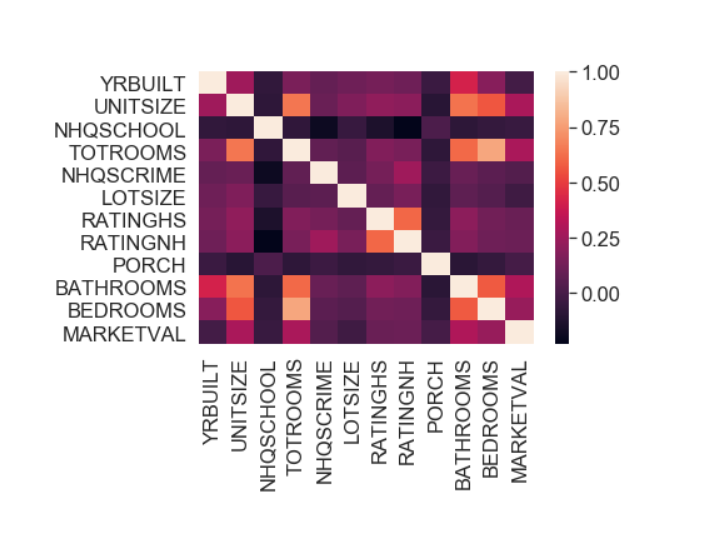 YRBUILT
UNITSIZE
NHQSCHOOL
TOTROOMS
NHQSCRIME
LOTSIZE
RATINGHS
RATINGNH
PORCH
BATHROOMS
BEDROOMS
MARKETVAL
YRBUILT
UNITSIZE
NHQSCHOOL
TOTROOMS
NHQSCRIME
LOTSIZE
RATINGHS
RATINGNH
PORCH
BATHROOMS
BEDROOMS
MARKETVAL
1.00
0.75
0.50
0.25
0.00